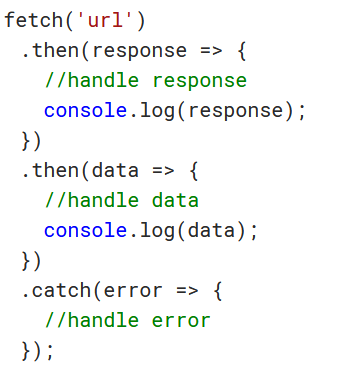 fetch('url')
.then(response => {
//handle response
console.log(response);
})
.then(data => {
//handle data
console.log(data);
})
.catch(error => {
//handle error
});